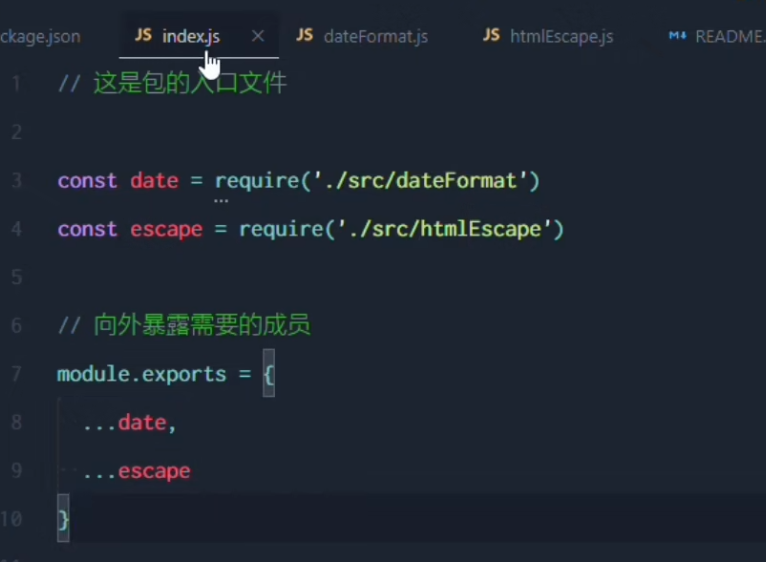 ckage.json JS index.js × JS dateFormat.js JS htmlEscape.js M↓ README.
1 // 这是包的入口文件
2
3 const date = require('./src/dateFormat')
4 const escape = require('./src/htmlEscape')
5
6 // 向外暴露需要的成员
7 module.exports = {
8 ...date,
9 ...escape
10 }